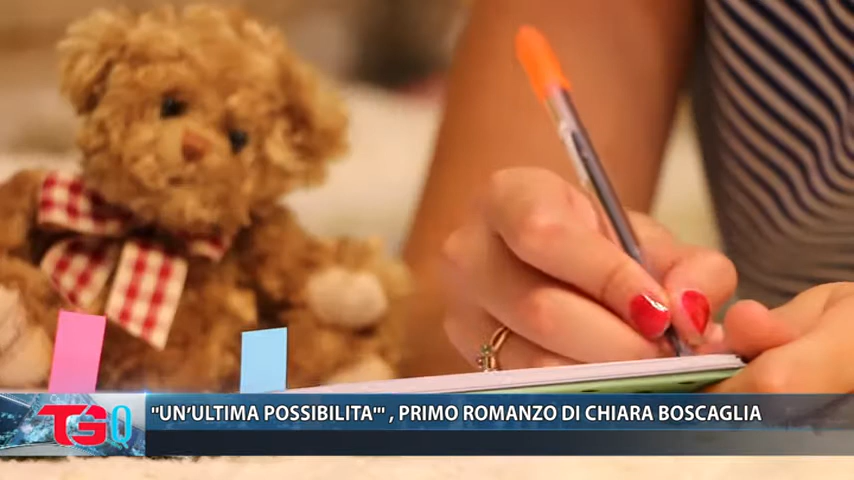 TGQ
"UN'ULTIMA POSSIBILITA'" , PRIMO ROMANZO DI CHIARA BOSCAGLIA